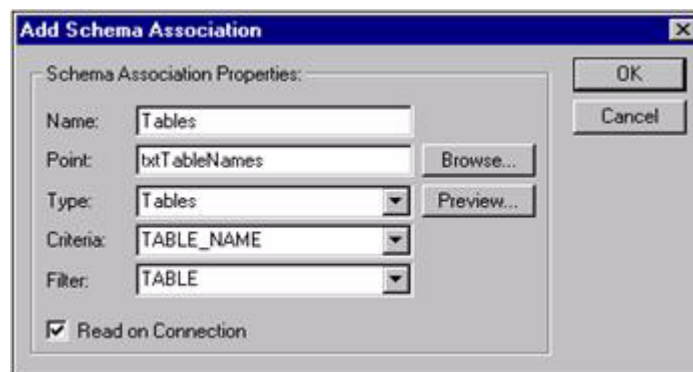 Add Schema Association
Schema Association Properties:
OK
Name: Tables
Cancel
Point: txtTableNames Browse...
Type: Tables Preview...
Criteria: TABLE_NAME
Filter: TABLE
Read on Connection